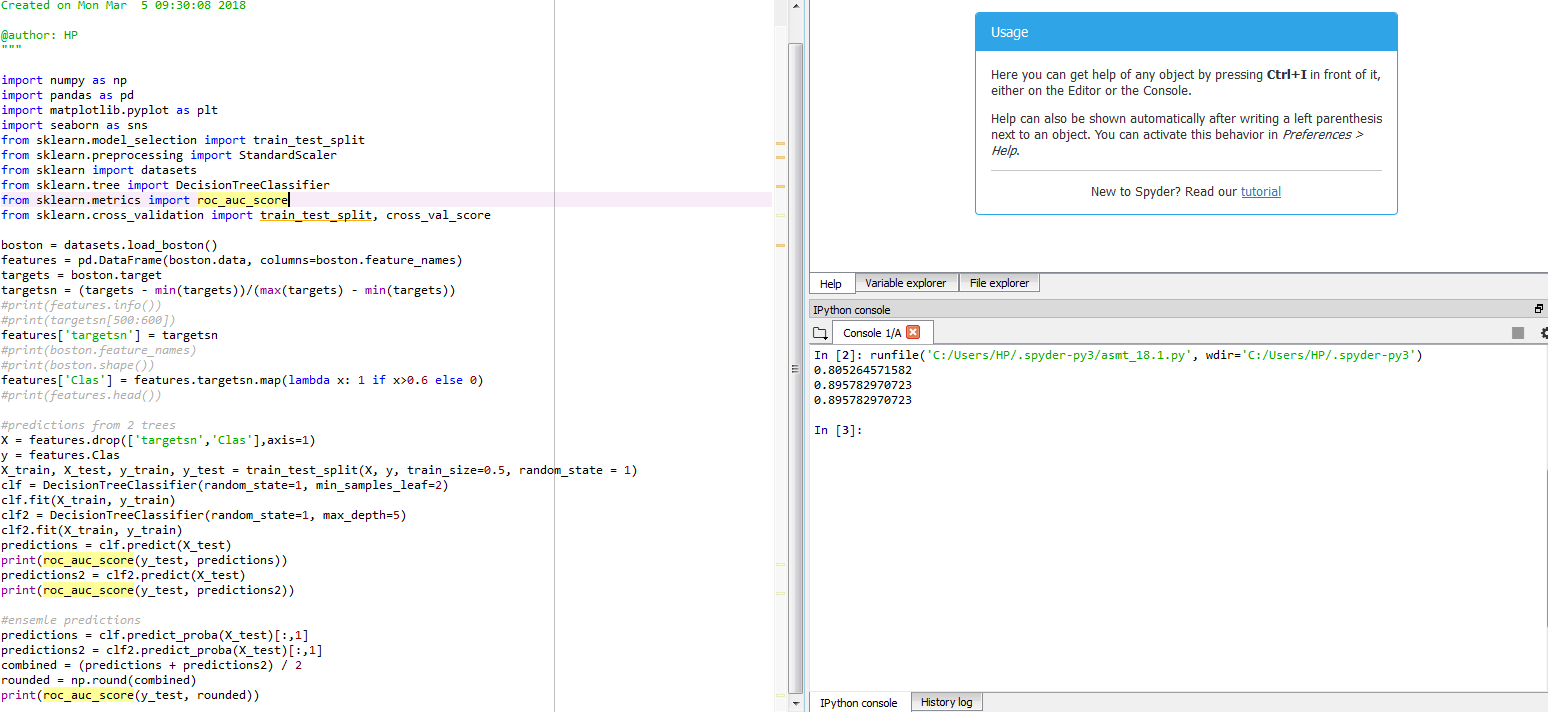 Created on Mon Mar  5 09:30:08 2018
@author: HP
"""
import numpy as np
import pandas as pd
import matplotlib.pyplot as plt
import seaborn as sns
from sklearn.model_selection import train_test_split
from sklearn.preprocessing import StandardScaler
from sklearn import datasets
from sklearn.tree import DecisionTreeClassifier
from sklearn.metrics import roc_auc_score
from sklearn.cross_validation import train_test_split, cross_val_score
boston = datasets.load_boston()
features = pd.DataFrame(boston.data, columns=boston.feature_names)
targets = boston.target
targetsn = (targets - min(targets))/(max(targets) - min(targets))
#print(features.info())
#print(targetsn[500:600])
features['targetsn'] = targetsn
#print(boston.feature_names)
#print(boston.shape())
features['Clas'] = features.targetsn.map(lambda x: 1 if x>0.6 else 0)
#print(features.head())
#predictions from 2 trees
X = features.drop(['targetsn','Clas'],axis=1)
y = features.Clas
X_train, X_test, y_train, y_test = train_test_split(X, y, train_size=0.5, random_state = 1)
clf = DecisionTreeClassifier(random_state=1, min_samples_leaf=2)
clf.fit(X_train, y_train)
clf2 = DecisionTreeClassifier(random_state=1, max_depth=5)
clf2.fit(X_train, y_train)
predictions = clf.predict(X_test)
print(roc_auc_score(y_test, predictions))
predictions2 = clf2.predict(X_test)
print(roc_auc_score(y_test, predictions2))
#ensemle predictions
predictions = clf.predict_proba(X_test)[:,1]
predictions2 = clf2.predict_proba(X_test)[:,1]
combined = (predictions + predictions2) / 2
rounded = np.round(combined)
print(roc_auc_score(y_test, rounded))
Usage
Here you can get help of any object by pressing Ctrl+I in front of it,
either on the Editor or the Console.
Help can also be shown automatically after writing a left parenthesis
next to an object. You can activate this behavior in Preferences >
Help.
New to Spyder? Read our tutorial
Help
Variable explorer
File explorer
IPython console
Console 1/A
In [2]: runfile('C:/Users/HP/.spyder-py3/asmt_18.1.py', wdir='C:/Users/HP/.spyder-py3')
0.805264571582
0.895782970723
0.895782970723
In [3]:
IPython console
History log